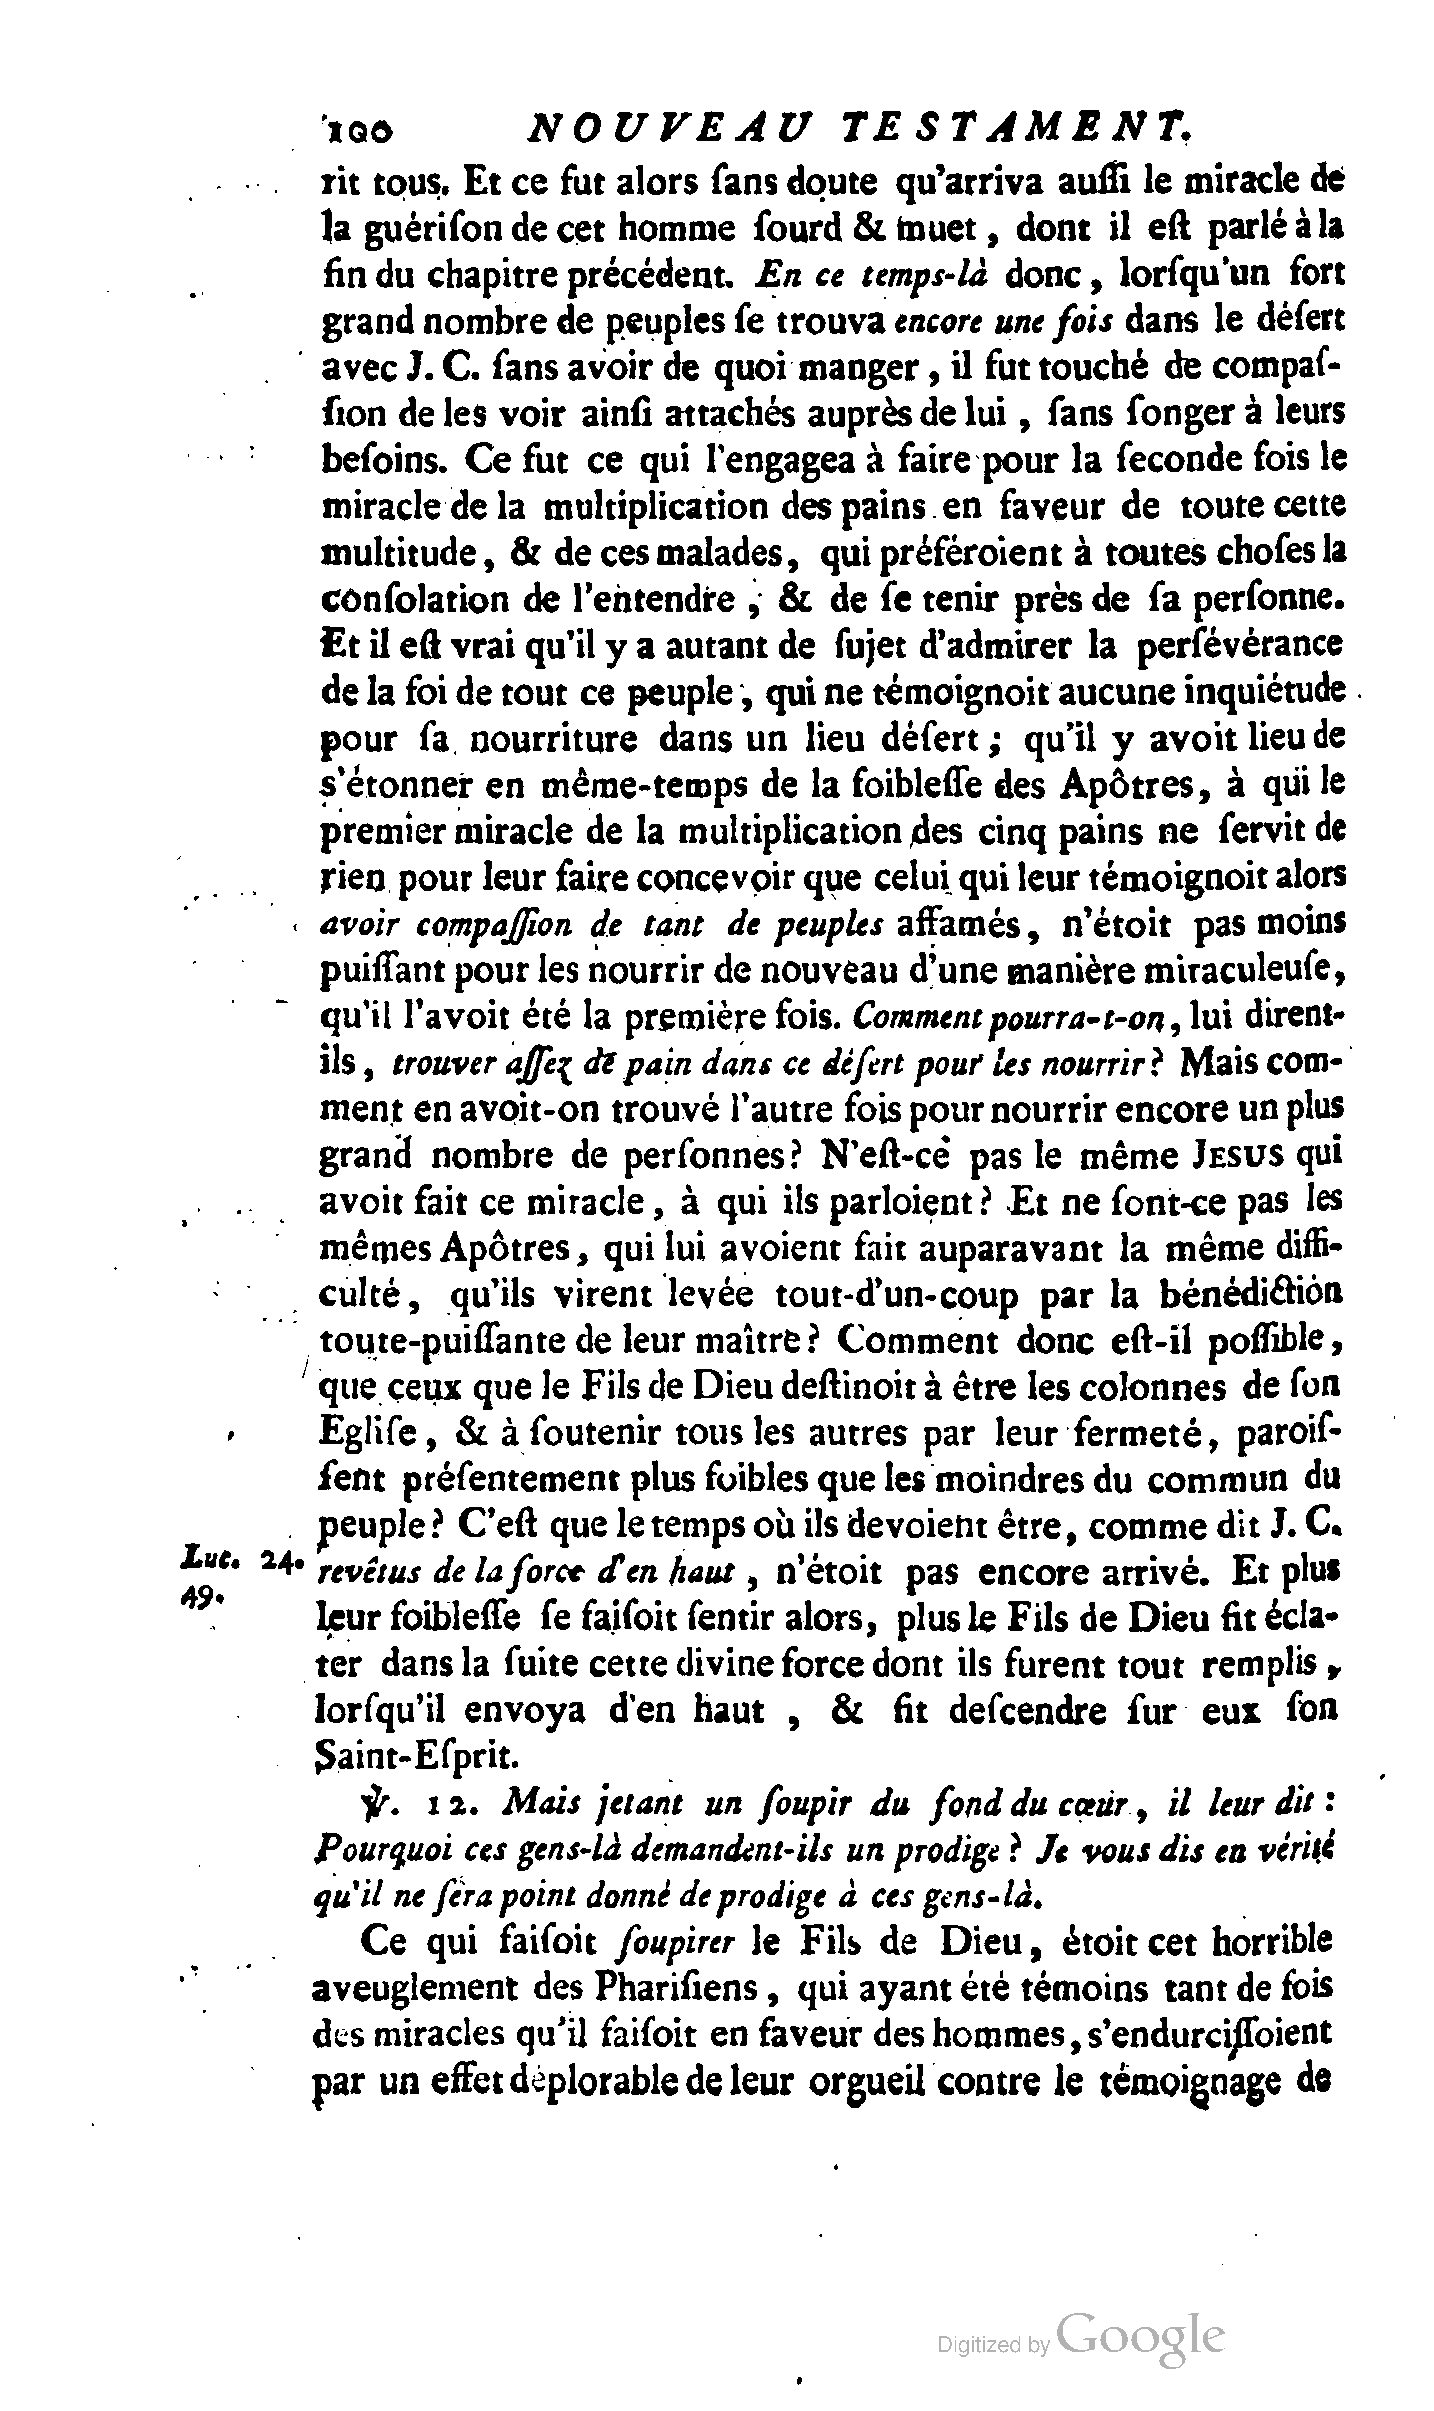 100 NOUVEAU TESTAMENT.
rit tous. Et ce fut alors ſans doute qu'arriva auſſi le miracle de
la guériſon de cet homme ſourd & muet, dont il eſt parlé à la
fin du chapitre précédent. En ce temps-là donc, lorſqu'un fort
grand nombre de peuples ſe trouva encore une fois dans le déſert
avec J. C. ſans avoir de quoi manger, il fut touché de compaſ-
ſion de les voir ainſi attachés auprès de lui, ſans ſonger à leurs
beſoins. Ce fut ce qui l'engagea à faire pour la ſeconde fois le
miracle de la multiplication des pains en faveur de toute cette
multitude, & de ces malades, qui préféroient à toutes choſes la
conſolation de l'entendre, & de ſe tenir près de ſa perſonne.
Et il eſt vrai qu'il y a autant de ſujet d'admirer la perſévérance
de la foi de tout ce peuple, qui ne témoignoit aucune inquiétude
pour ſa nourriture dans un lieu déſert; qu'il y avoit lieu de
s'étonner en même-temps de la foibleſſe des Apôtres, à qui le
premier miracle de la multiplication des cinq pains ne ſervit de
rien pour leur faire concevoir que celui qui leur témoignoit alors
avoir compaſſion de tant de peuples affamés, n'étoit pas moins
puiſſant pour les nourrir de nouveau d'une manière miraculeuſe,
qu'il l'avoit été la première fois. Comment pourra-t-on, lui dirent-
ils, trouver aſſez de pain dans ce déſert pour les nourrir? Mais com-
ment en avoit-on trouvé l'autre fois pour nourrir encore un plus
grand nombre de perſonnes? N'eſt-ce pas le même JESUS qui
avoit fait ce miracle, à qui ils parloient? Et ne ſont-ce pas les
mêmes Apôtres, qui lui avoient fait auparavant la même diffi-
culté, qu'ils virent levée tout-d'un-coup par la bénédiction
toute-puiſſante de leur maître? Comment donc eſt-il poſſible,
que ceux que le Fils de Dieu deſtinoit à être les colonnes de ſon
Egliſe, & à ſoutenir tous les autres par leur fermeté, paroiſ-
ſent préſentement plus foibles que les moindres du commun du
peuple? C'eſt que le temps où ils devoient être, comme dit J. C.
Luc. 24. revêtus de la force d'en haut, n'étoit pas encore arrivé. Et plus
49.
leur foibleſſe ſe faiſoit ſentir alors, plus le Fils de Dieu fit écla-
ter dans la ſuite cette divine force dont ils furent tout remplis,
lorſqu'il envoya d'en haut, & fit deſcendre ſur eux ſon
Saint-Eſprit.
℣. 12. Mais jetant un ſoupir du fond du cœur, il leur dit:
Pourquoi ces gens-là demandent-ils un prodige? Je vous dis en vérité
qu'il ne ſera point donné de prodige à ces gens-là.
Ce qui faiſoit ſoupirer le Fils de Dieu, étoit cet horrible
aveuglement des Phariſiens, qui ayant été témoins tant de fois
des miracles qu'il faiſoit en faveur des hommes, s'endurciſſoient
par un effet déplorable de leur orgueil contre le témoignage de
Digitized by Google